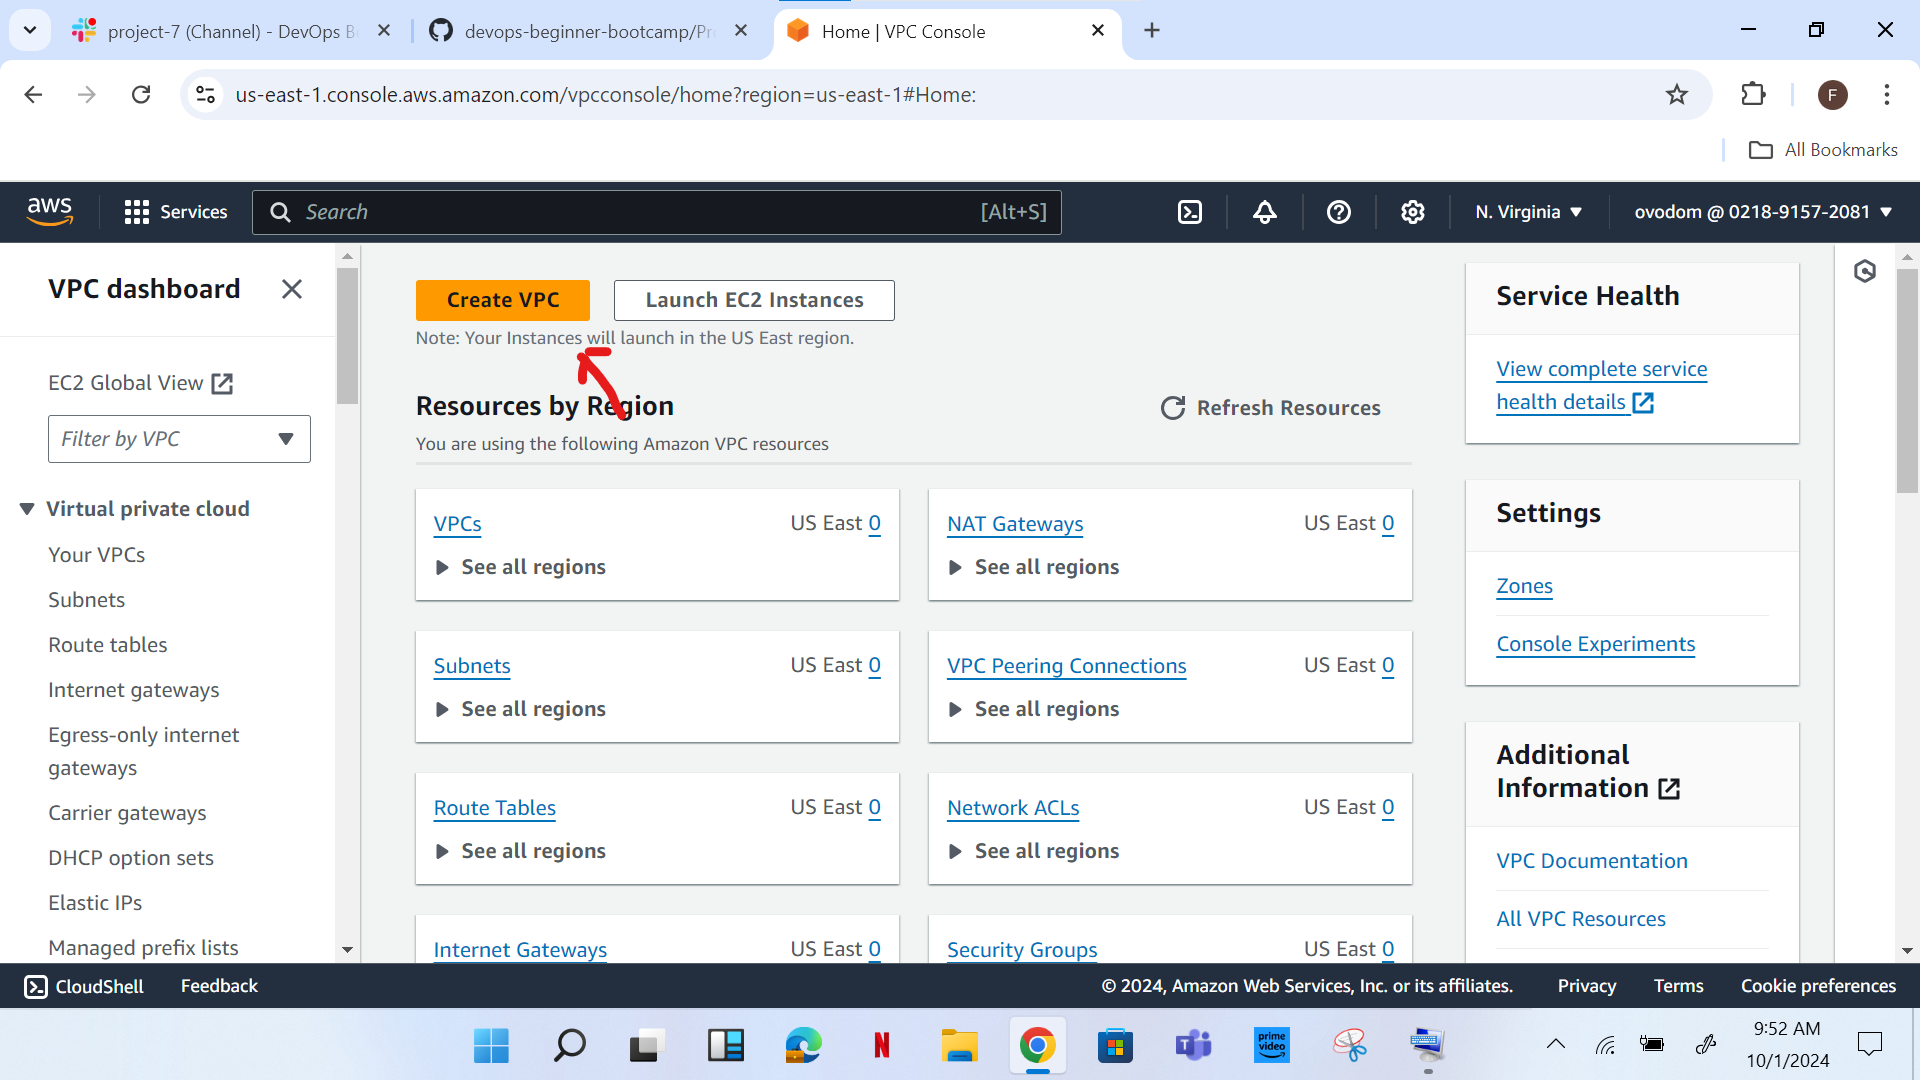 project-7 (Channel) - DevOps B
devops-beginner-bootcamp/Pr
Home | VPC Console
us-east-1.console.aws.amazon.com/vpcconsole/home?region=us-east-1#Home:
F
All Bookmarks
aws
Services
Search
[Alt+S]
N. Virginia
ovodom @ 0218-9157-2081
VPC dashboard
EC2 Global View
Filter by VPC
Virtual private cloud
Your VPCs
Subnets
Route tables
Internet gateways
Egress-only internet
gateways
Carrier gateways
DHCP option sets
Elastic IPs
Managed prefix lists
Create VPC
Launch EC2 Instances
Note: Your Instances will launch in the US East region.
Resources by Region
Refresh Resources
You are using the following Amazon VPC resources
VPCs
US East 0
See all regions
NAT Gateways
US East 0
See all regions
Subnets
US East 0
See all regions
VPC Peering Connections
US East 0
See all regions
Route Tables
US East 0
See all regions
Network ACLs
US East 0
See all regions
Internet Gateways
US East 0
Security Groups
US East 0
Service Health
View complete service
health details
Settings
Zones
Console Experiments
Additional
Information
VPC Documentation
All VPC Resources
CloudShell
Feedback
© 2024, Amazon Web Services, Inc. or its affiliates.
Privacy
Terms
Cookie preferences
N
prime
video
9:52 AM
10/1/2024